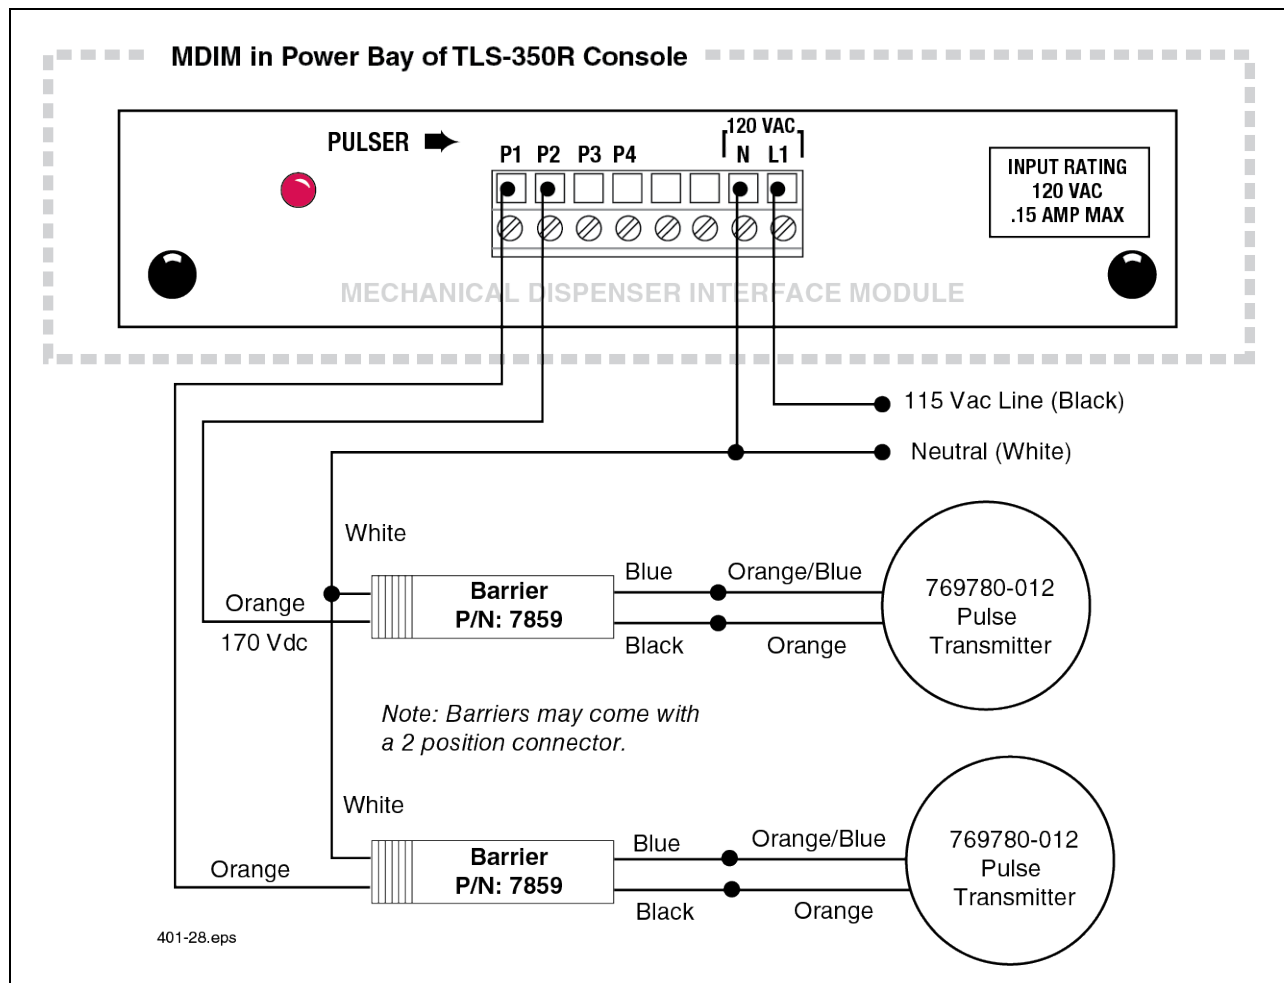 MDIM in Power Bay of TLS-350R Console
PULSER
120 VAC
P1 P2 P3 P4 N L1
INPUT RATING
120 VAC
.15 AMP MAX
MECHANICAL DISPENSER INTERFACE MODULE
115 Vac Line (Black)
Neutral (White)
White
Orange
170 Vdc
Barrier
P/N: 7859
Blue
Orange/Blue
Black
Orange
769780-012
Pulse
Transmitter
Note: Barriers may come with
a 2 position connector.
White
Orange
Barrier
P/N: 7859
Blue
Orange/Blue
Black
Orange
769780-012
Pulse
Transmitter
401-28.eps